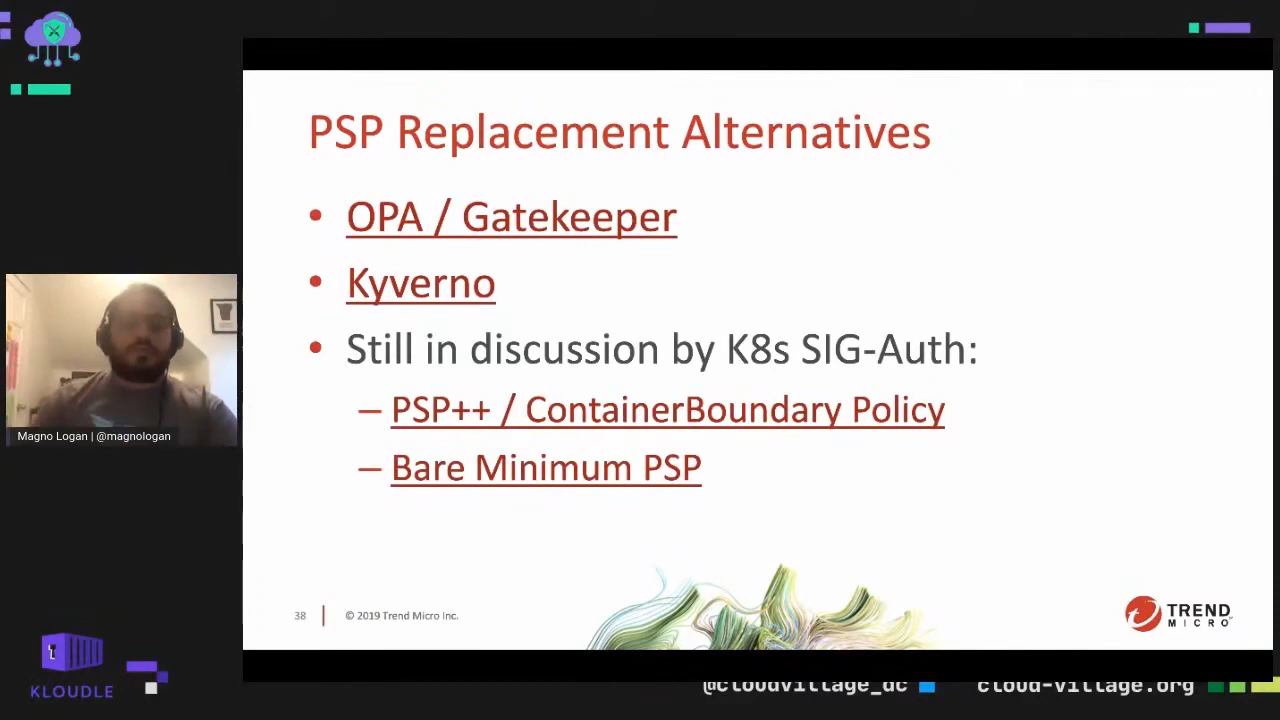 PSP Replacement Alternatives
• OPA / Gatekeeper
• Kyverno
• Still in discussion by K8s SIG-Auth:
– PSP++ / ContainerBoundary Policy
– Bare Minimum PSP
Magno Logan | @magnologan
38
© 2019 Trend Micro Inc.
TREND
MICRO
KLOUDLE
@cloudvillage_dc
cloud-village.org